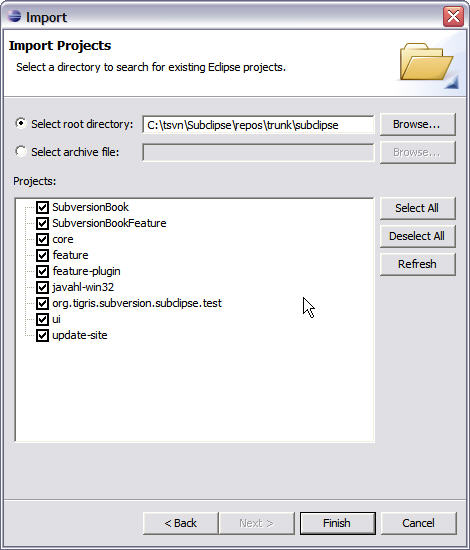 Import
Import Projects
Select a directory to search for existing Eclipse projects.
Select root directory: C:\tsvn\Subclipse\repos\trunk\subclipse Browse...
Select archive file: Browse...
Projects:
SubversionBook Select All
SubversionBookFeature
core Deselect All
feature Refresh
feature-plugin
javahl-win32
org.tigris.subversion.subclipse.test
ui
update-site
< Back Next > Finish Cancel